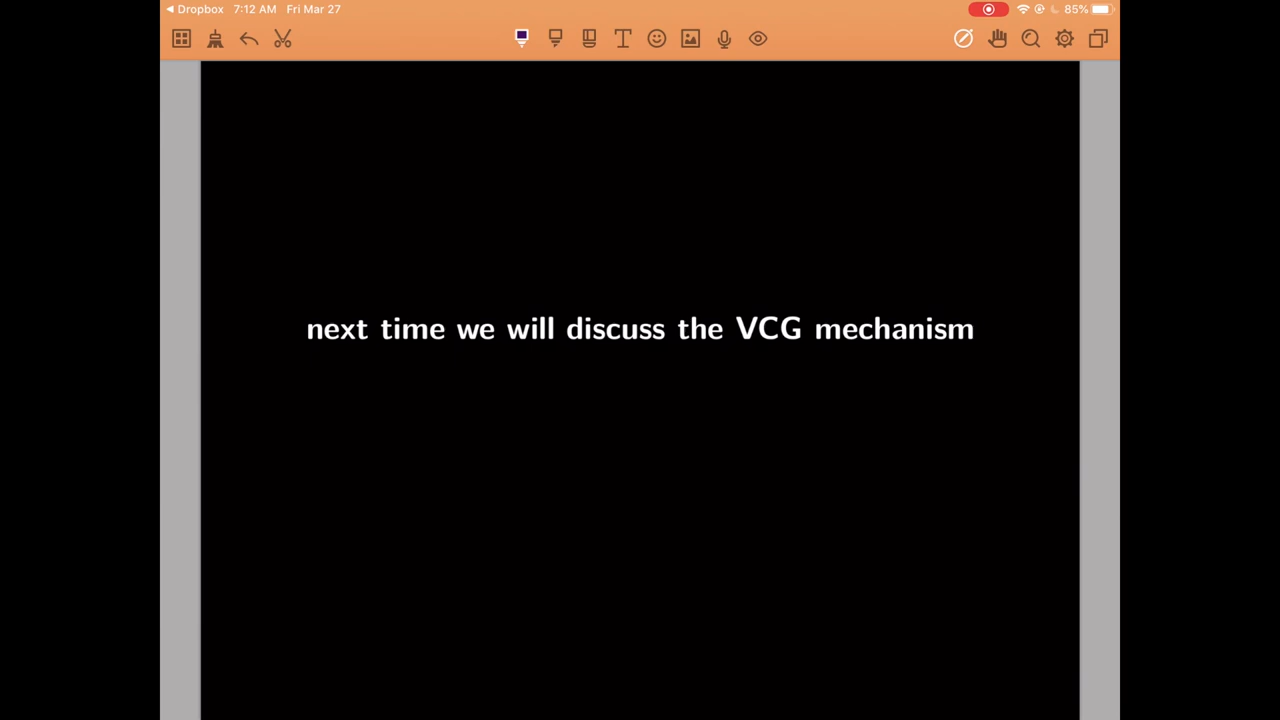 Dropbox 7:12 AM Fri Mar 27 85%
next time we will discuss the VCG mechanism